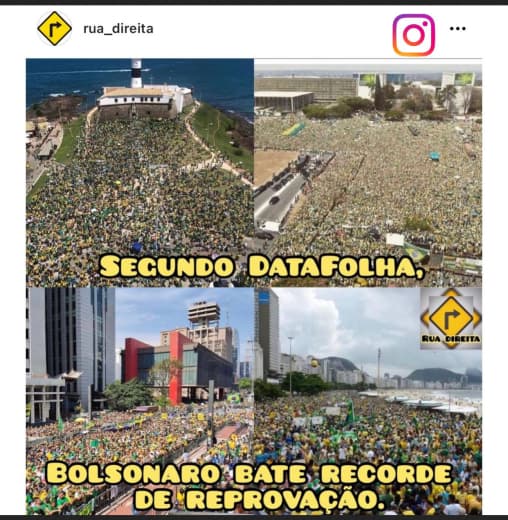 rua_direita
SEGUNDO DATAFOLHA,
RUA DIREITA
BOLSONARO BATE RECORDE
DE REPROVAÇÃO.